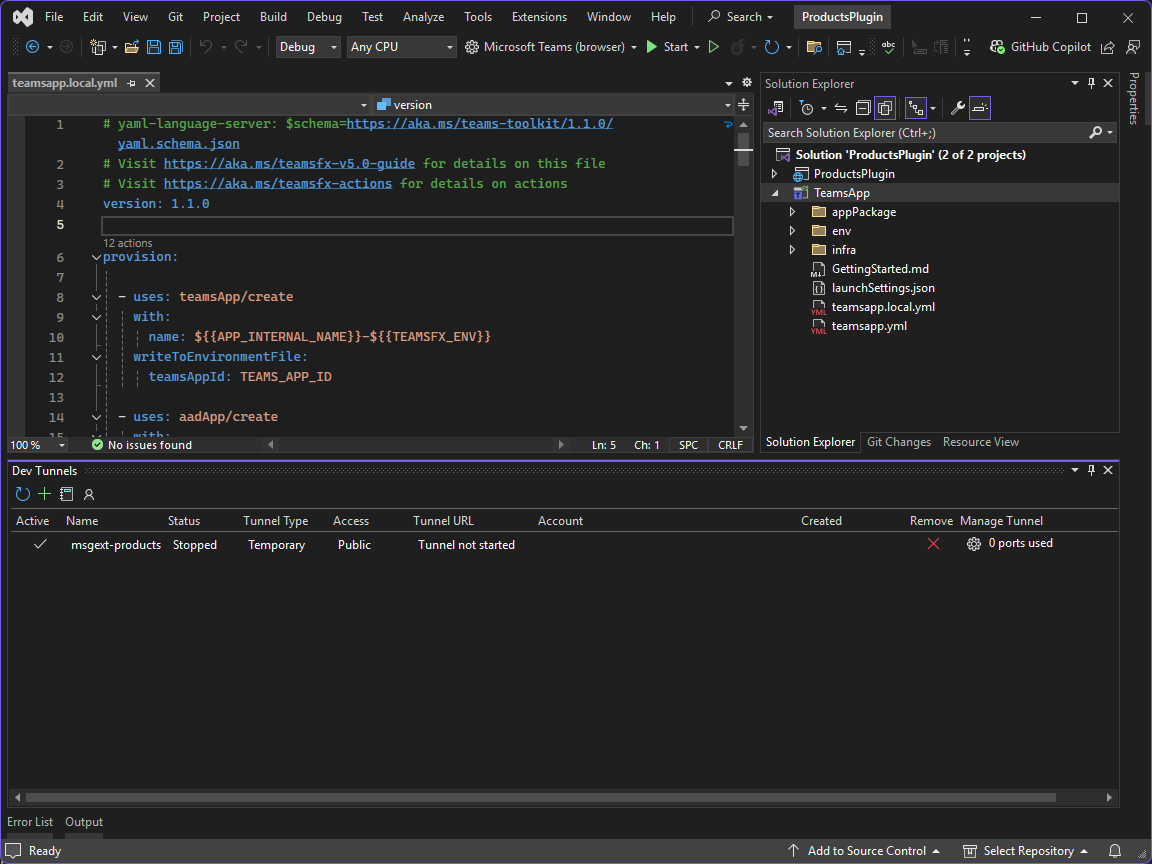 File Edit View Git Project Build Debug Test Analyze Tools Extensions Window Help Search ProductsPlugin
Debug Any CPU Microsoft Teams (browser) Start GitHub Copilot
teamsapp.local.yml
version
1 # yaml-language-server: $schema=https://aka.ms/teams-toolkit/1.1.0/
yaml.schema.json
2 # Visit https://aka.ms/teamsfx-v5.0-guide for details on this file
3 # Visit https://aka.ms/teamsfx-actions for details on actions
4 version: 1.1.0
5
12 actions
6 provision:
7
8 - uses: teamsApp/create
9 with:
10 name: ${{APP_INTERNAL_NAME}}-${{TEAMSFX_ENV}}
11 writeToEnvironmentFile:
12 teamsAppId: TEAMS_APP_ID
13
14 - uses: aadApp/create
15 with:
100 % No issues found Ln: 5 Ch: 1 SPC CRLF
Solution Explorer
Search Solution Explorer (Ctrl+;)
Solution 'ProductsPlugin' (2 of 2 projects)
ProductsPlugin
TeamsApp
appPackage
env
infra
GettingStarted.md
launchSettings.json
teamsapp.local.yml
teamsapp.yml
Solution Explorer Git Changes Resource View
Properties
Dev Tunnels
Active Name Status Tunnel Type Access Tunnel URL Account Created Remove Manage Tunnel
msgext-products Stopped Temporary Public Tunnel not started 0 ports used
Error List Output
Ready Add to Source Control Select Repository